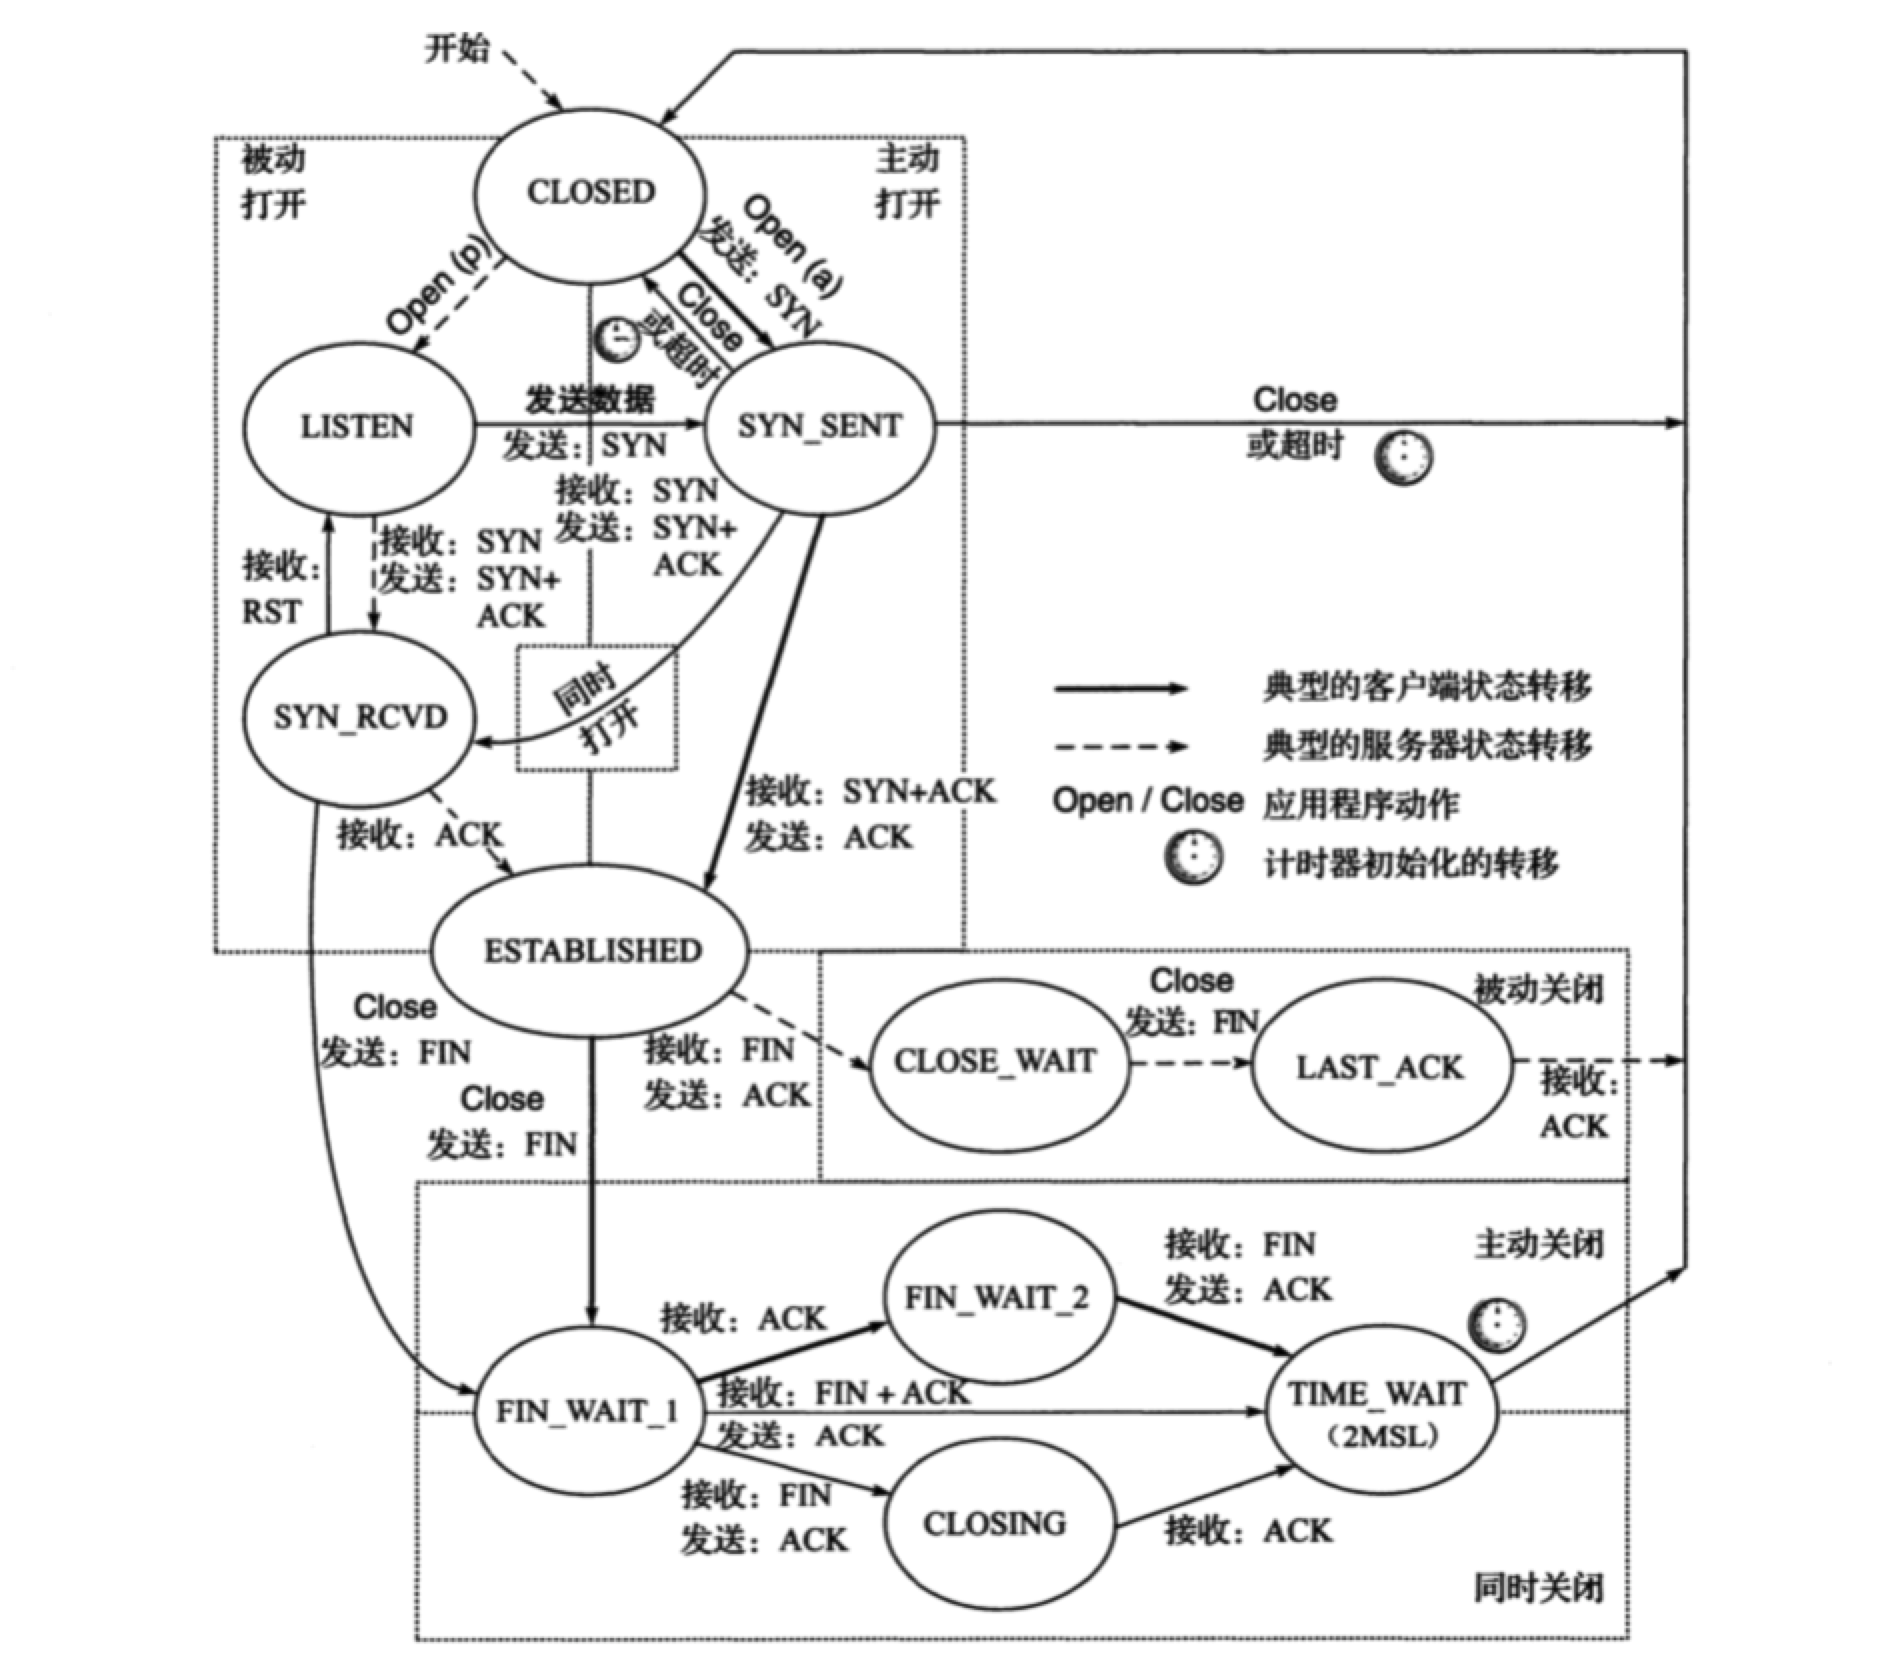 开始
被动
打开
主动
打开
CLOSED
Open (p)
Open (a)
发送：SYN
Close
或超时
LISTEN
发送数据
发送：SYN
SYN_SENT
Close
或超时
接收：SYN
发送：SYN+
ACK
接收：SYN
发送：SYN+
ACK
接收：
RST
同时
打开
SYN_RCVD
接收：ACK
接收：SYN+ACK
发送：ACK
典型的客户端状态转移
典型的服务器状态转移
Open / Close 应用程序动作
计时器初始化的转移
ESTABLISHED
Close
发送：FIN
Close
发送：FIN
接收：FIN
发送：ACK
CLOSE_WAIT
Close
发送：FIN
LAST_ACK
被动关闭
接收：
ACK
主动关闭
FIN_WAIT_2
接收：FIN
发送：ACK
接收：ACK
FIN_WAIT_1
接收：FIN + ACK
发送：ACK
TIME_WAIT
（2MSL）
接收：FIN
发送：ACK
CLOSING
接收：ACK
同时关闭